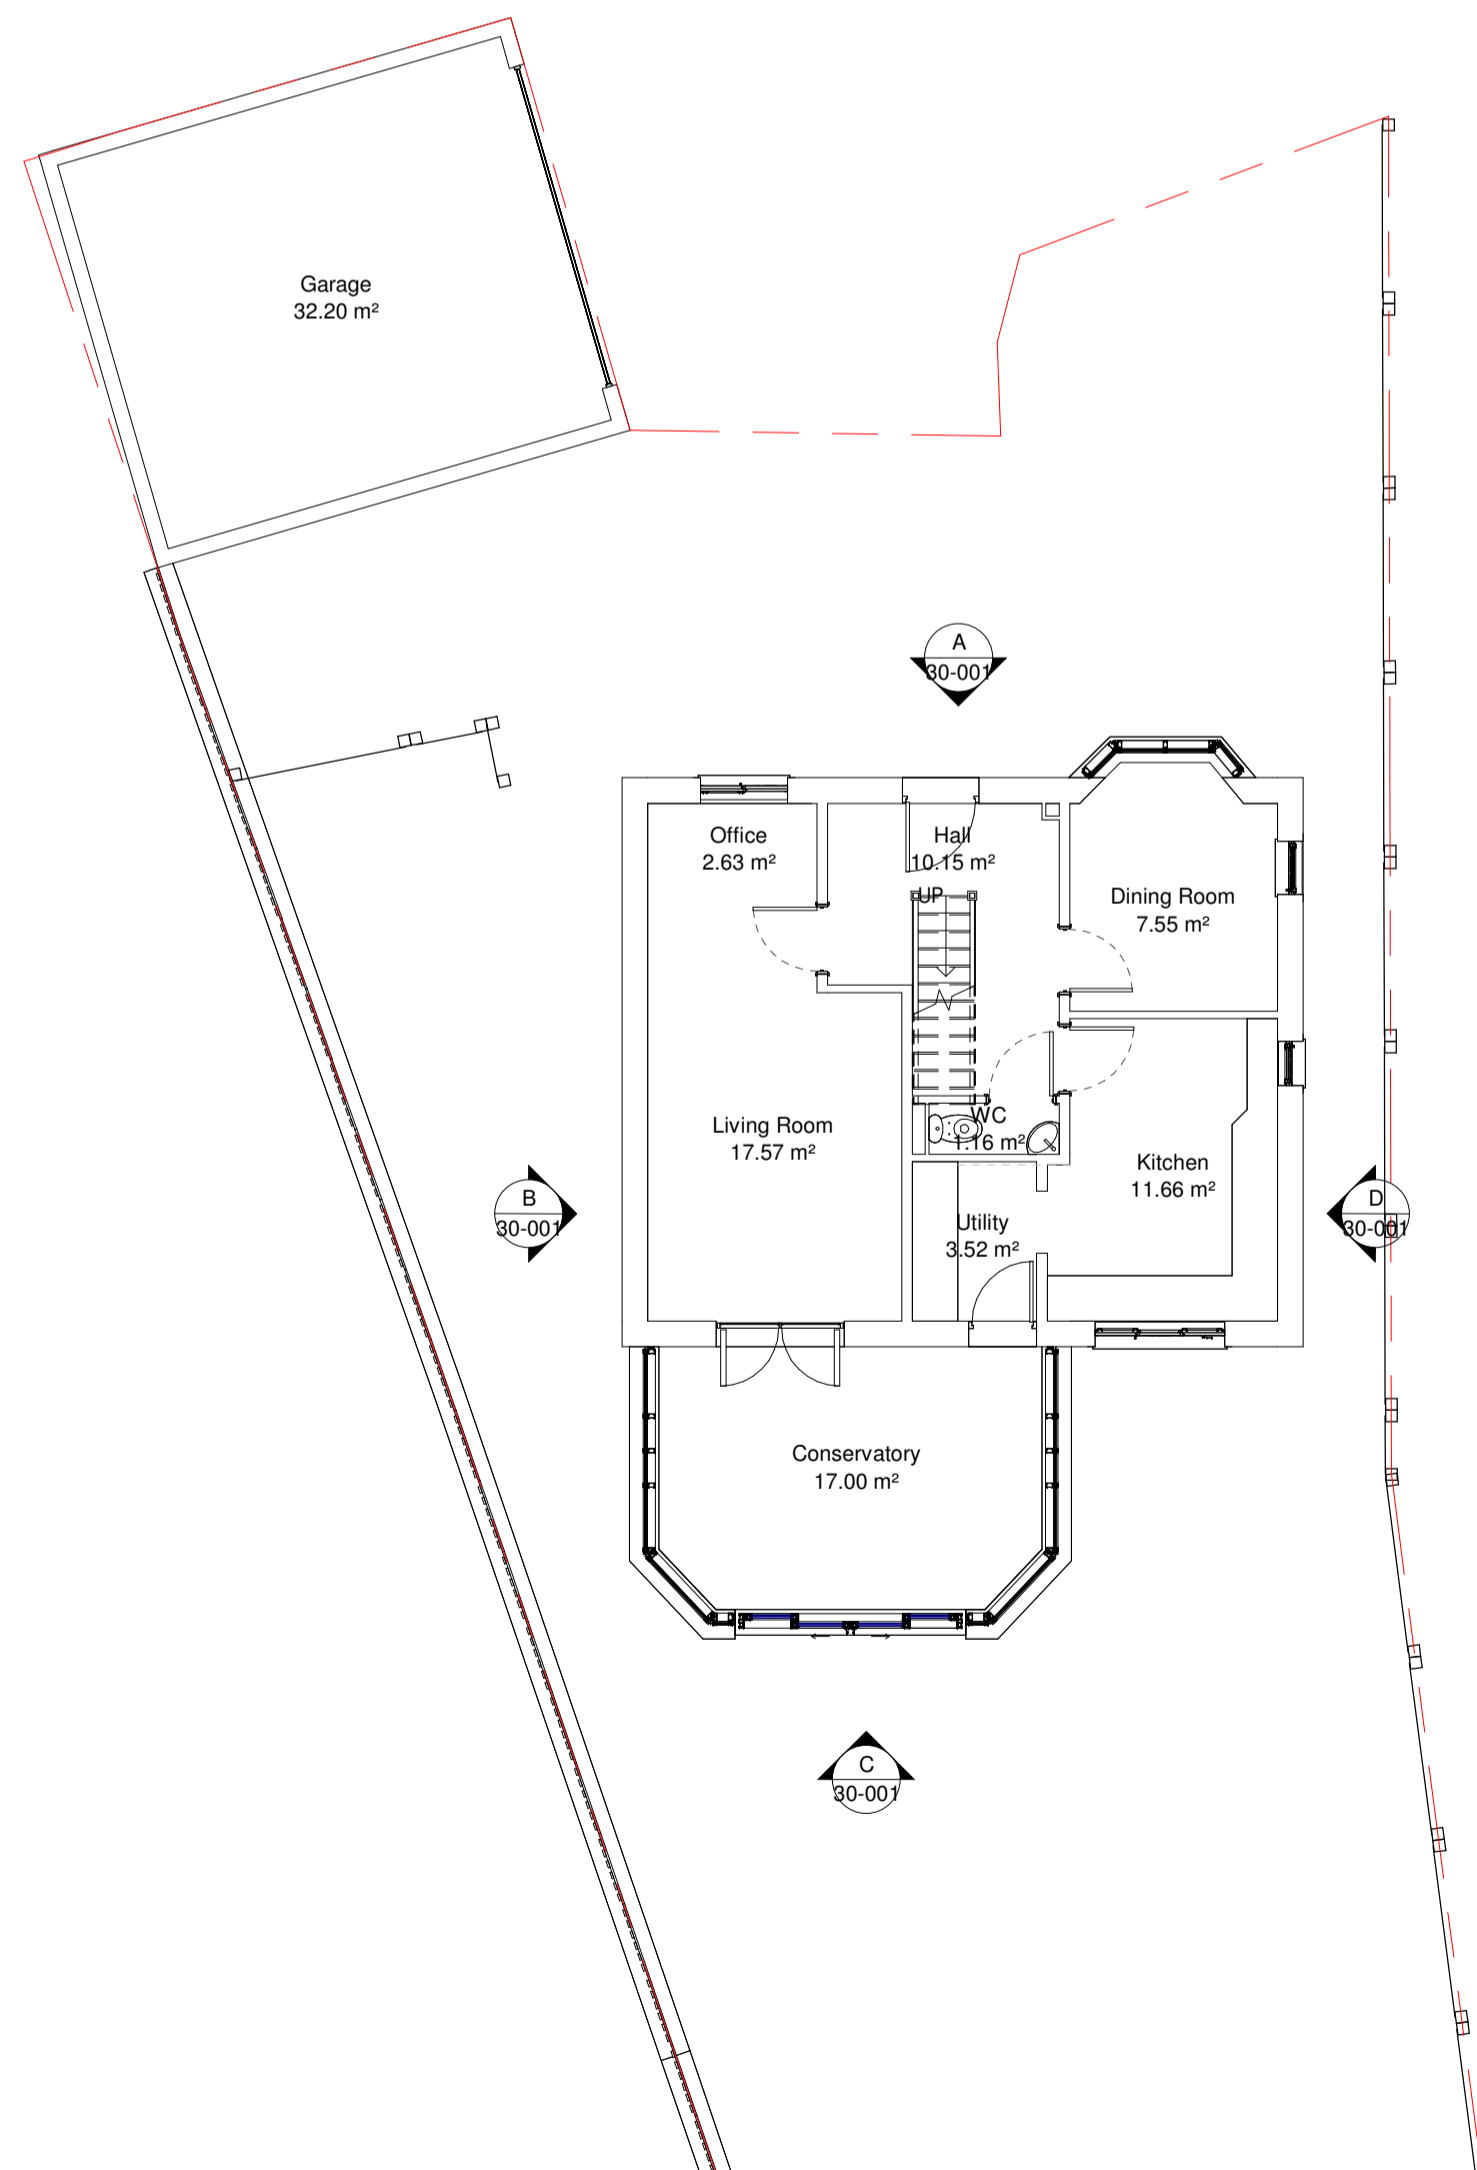 Garage
32.20 m²
A
30-001
Office
2.63 m²
Hall
10.15 m²
UP
Dining Room
7.55 m²
Living Room
17.57 m²
WC
1.16 m²
Kitchen
11.66 m²
B
30-001
Utility
3.52 m²
D
30-001
Conservatory
17.00 m²
C
30-001